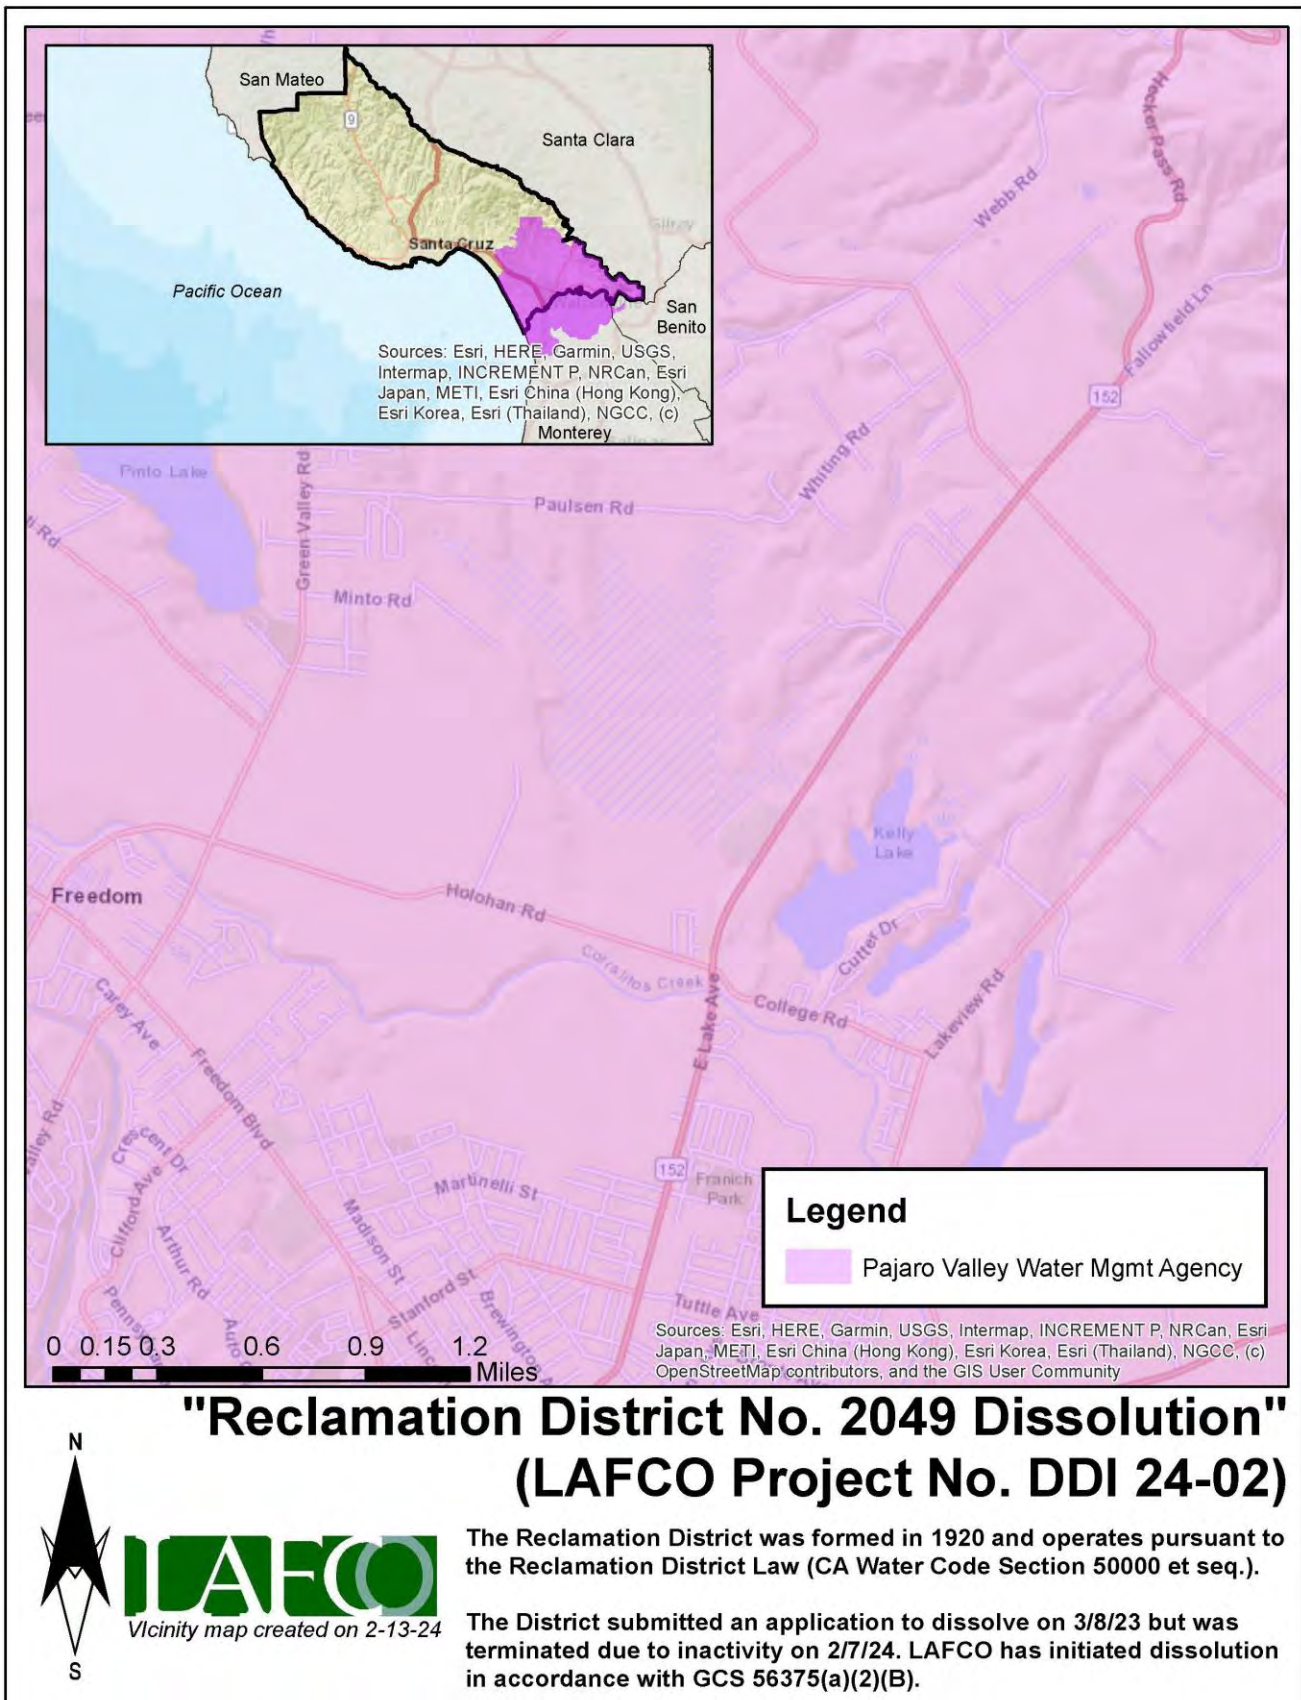 San Mateo
9
Santa Clara
Gilroy
Santa Cruz
Pacific Ocean
San
Benito
Sources: Esri, HERE, Garmin, USGS,
Intermap, INCREMENT P, NRCan, Esri
Japan, METI, Esri China (Hong Kong),
Esri Korea, Esri (Thailand), NGCC, (c)
Monterey
Hecker Pass Rd
Webb Rd
Fallowfield Ln
152
Pinto Lake
Green Valley Rd
Whiting Rd
Paulsen Rd
Minto Rd
Kelly
Lake
Freedom
Holohan Rd
Cutter Dr
Corralitos Creek
Carey Ave
E Lake Ave
College Rd
Lakeview Rd
Freedom Blvd
Valley Rd
Crescent Dr
Clifford Ave
Martinelli St
152
Franich
Park
Arthur Rd
Madison St
Stanford St
Tuttle Ave
Legend
Pajaro Valley Water Mgmt Agency
0 0.15 0.3 0.6 0.9 1.2
Miles
Sources: Esri, HERE, Garmin, USGS, Intermap, INCREMENT P, NRCan, Esri
Japan, METI, Esri China (Hong Kong), Esri Korea, Esri (Thailand), NGCC, (c)
OpenStreetMap contributors, and the GIS User Community
"Reclamation District No. 2049 Dissolution"
(LAFCO Project No. DDI 24-02)
N
S
LAFCO
VIcinity map created on 2-13-24
The Reclamation District was formed in 1920 and operates pursuant to
the Reclamation District Law (CA Water Code Section 50000 et seq.).
The District submitted an application to dissolve on 3/8/23 but was
terminated due to inactivity on 2/7/24. LAFCO has initiated dissolution
in accordance with GCS 56375(a)(2)(B).